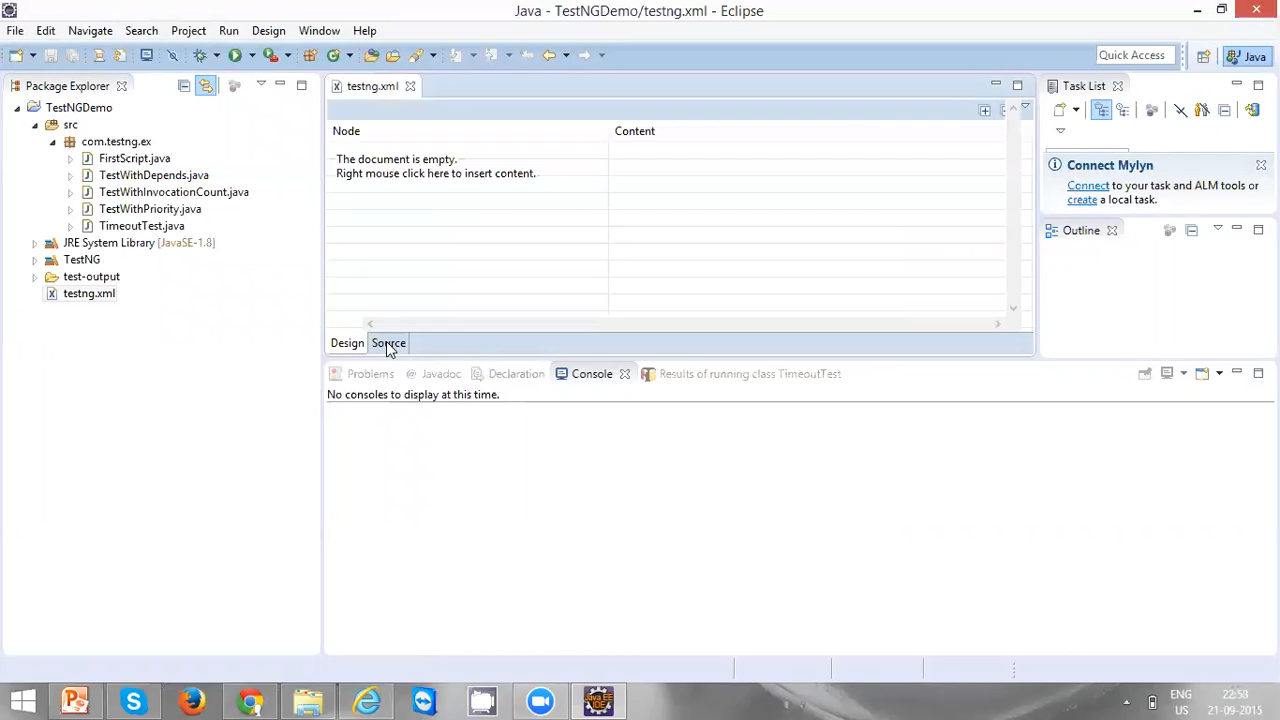 Java - TestNGDemo/testng.xml - Eclipse
File Edit Navigate Search Project Run Design Window Help
Quick Access
Java
Package Explorer
TestNGDemo
src
com.testng.ex
FirstScript.java
TestWithDepends.java
TestWithInvocationCount.java
TestWithPriority.java
TimeoutTest.java
JRE System Library [JavaSE-1.8]
TestNG
test-output
testng.xml
testng.xml
Node Content
The document is empty.
Right mouse click here to insert content.
Design Source
Task List
Connect Mylyn
Connect to your task and ALM tools or
create a local task.
Outline
Problems Javadoc Declaration Console Results of running class TimeoutTest
No consoles to display at this time.
Java EE
IDE
ENG
US
22:58
21-09-2015